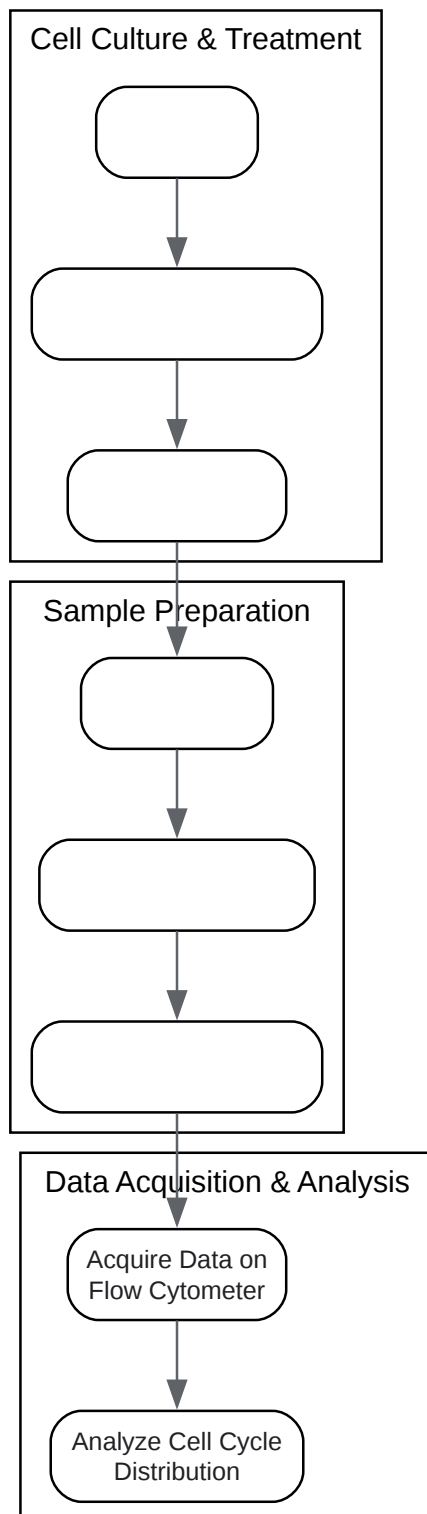 Cell Culture & Treatment
Sample Preparation
Data Acquisition & Analysis
Acquire Data on
Flow Cytometer
Analyze Cell Cycle
Distribution